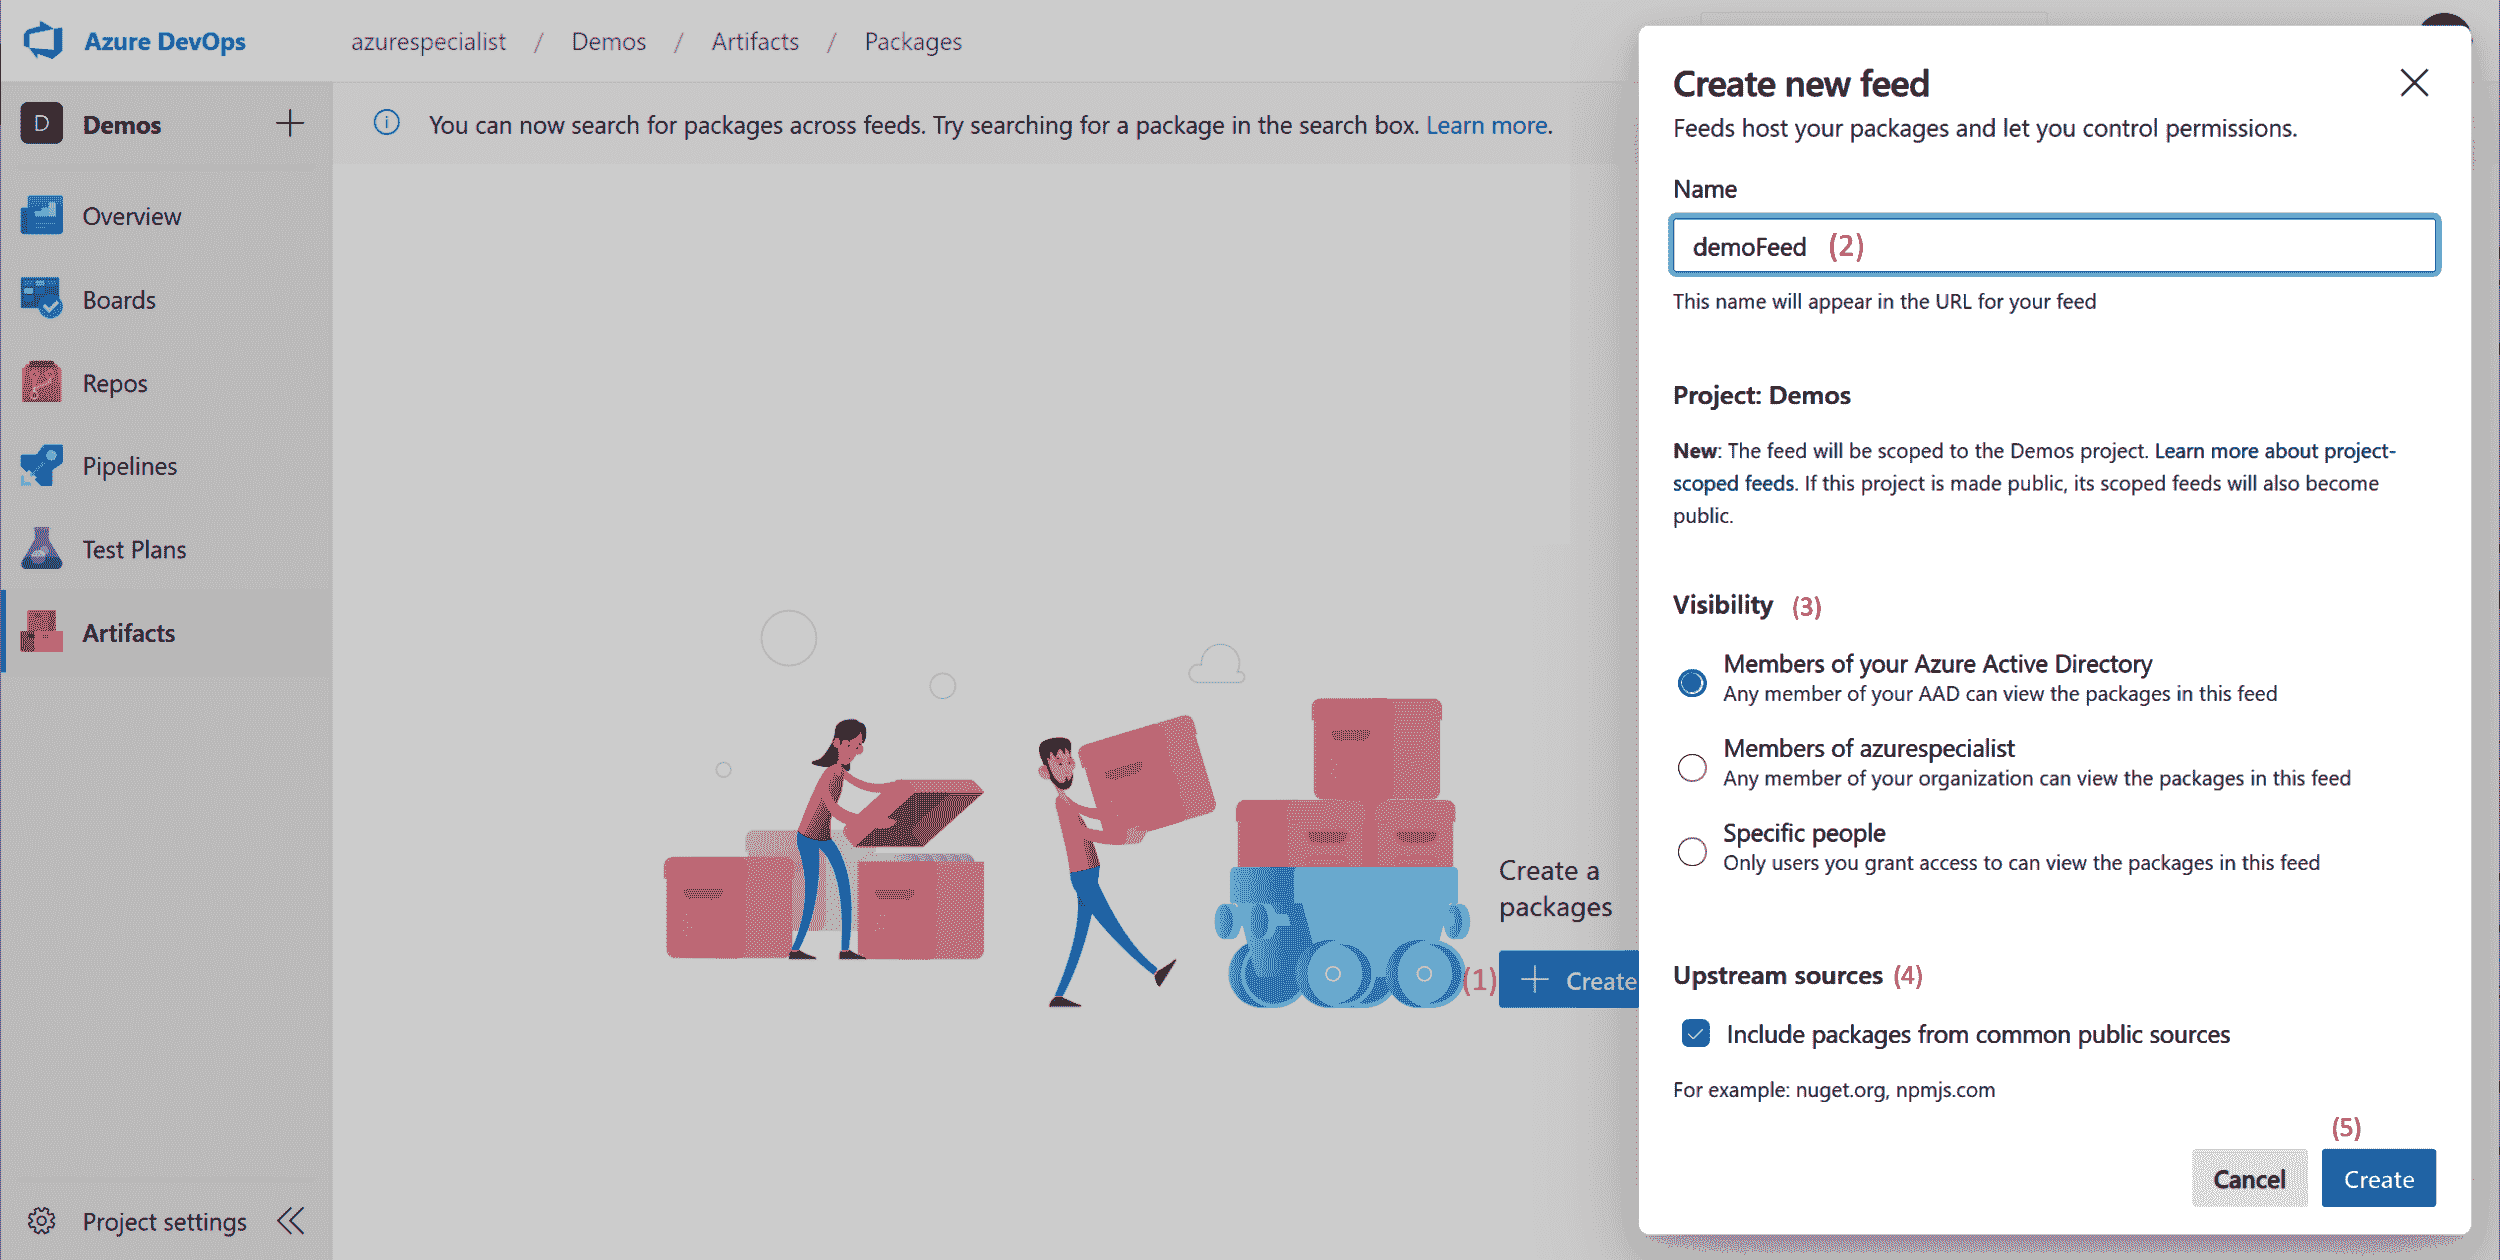 Azure DevOps
azurespecialist / Demos / Artifacts / Packages
D Demos
You can now search for packages across feeds. Try searching for a package in the search box. Learn more.
Overview
Boards
Repos
Pipelines
Test Plans
Artifacts
Project settings
Create a
packages
(1) + Create
Create new feed
Feeds host your packages and let you control permissions.
Name
demoFeed (2)
This name will appear in the URL for your feed
Project: Demos
New: The feed will be scoped to the Demos project. Learn more about project-
scoped feeds. If this project is made public, its scoped feeds will also become
public.
Visibility (3)
Members of your Azure Active Directory
Any member of your AAD can view the packages in this feed
Members of azurespecialist
Any member of your organization can view the packages in this feed
Specific people
Only users you grant access to can view the packages in this feed
Upstream sources (4)
Include packages from common public sources
For example: nuget.org, npmjs.com
(5)
Cancel Create